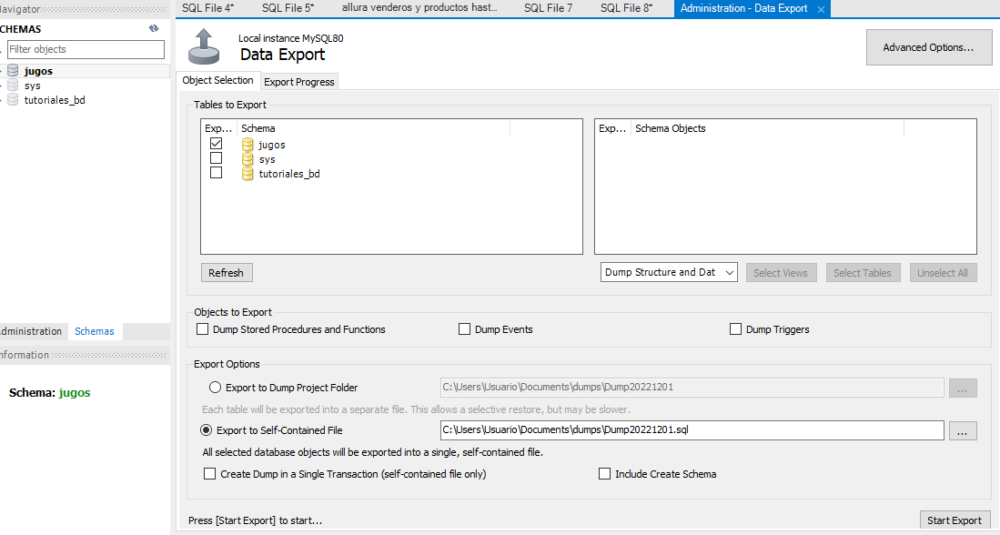 SQL File 4* SQL File 5* allura venderos y productos hast... SQL File 7 SQL File 8* Administration - Data Export
Filter objects
jugos
sys
tutoriales_bd
Schemas
Schema: jugos
Local instance MySQL80
Data Export
Advanced Options...
Object Selection Export Progress
Tables to Export
Exp... Schema
jugos
sys
tutoriales_bd
Exp... Schema Objects
Refresh
Dump Structure and Dat Select Views Select Tables Unselect All
Objects to Export
Dump Stored Procedures and Functions Dump Events Dump Triggers
Export Options
Export to Dump Project Folder C:\Users\Usuario\Documents\dumps\Dump20221201 ...
Each table will be exported into a separate file. This allows a selective restore, but may be slower.
Export to Self-Contained File C:\Users\Usuario\Documents\dumps\Dump20221201.sql ...
All selected database objects will be exported into a single, self-contained file.
Create Dump in a Single Transaction (self-contained file only) Include Create Schema
Press [Start Export] to start... Start Export